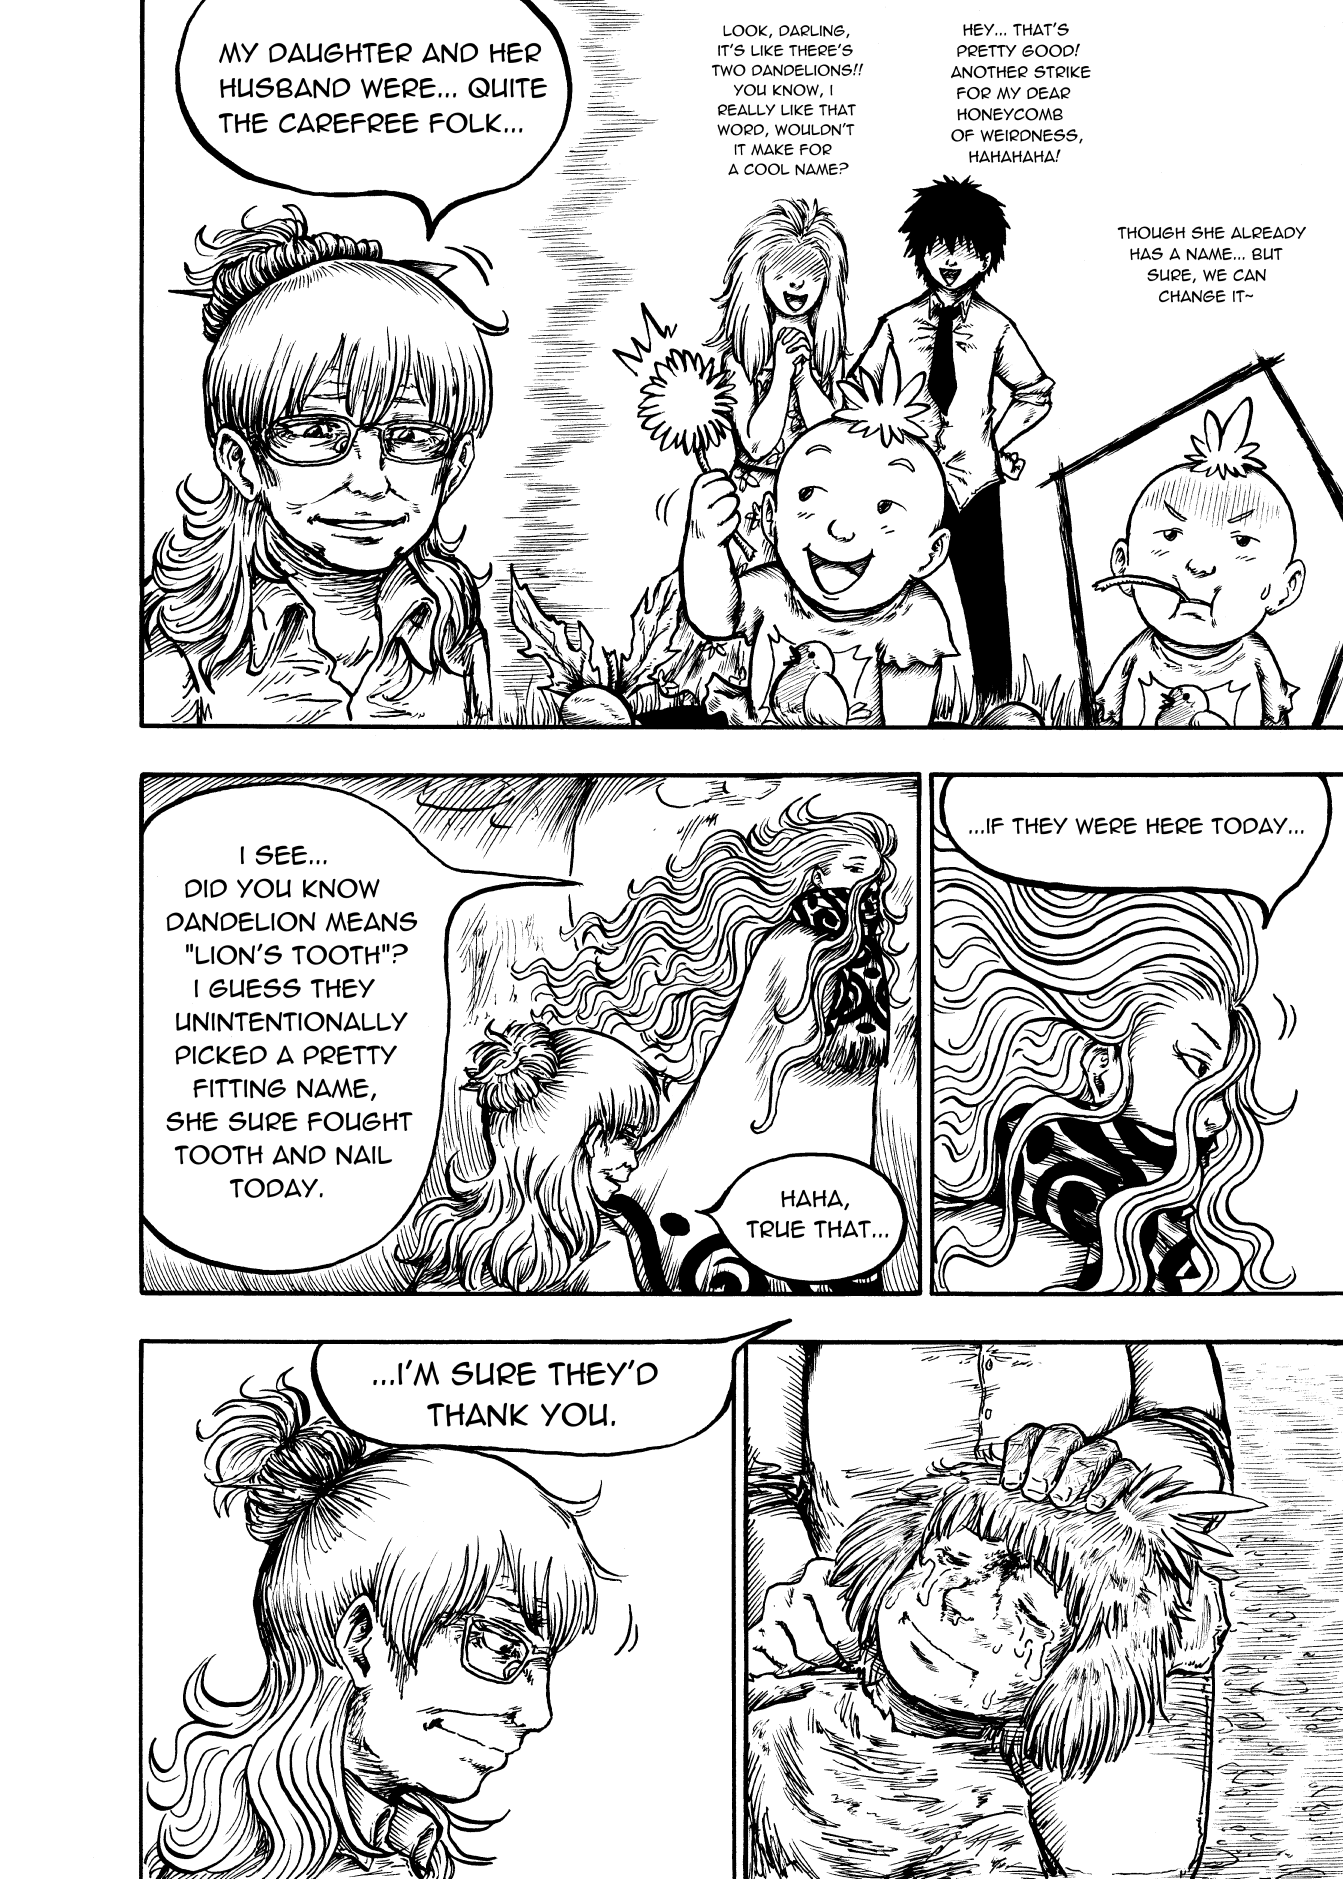 MY DAUGHTER AND HER
HUSBAND WERE... QUITE
THE CAREFREE FOLK...
LOOK, DARLING,
IT'S LIKE THERE'S
TWO DANDELIONS!!
YOU KNOW, I
REALLY LIKE THAT
WORD, WOULDN'T
IT MAKE FOR
A COOL NAME?
HEY... THAT'S
PRETTY GOOD!
ANOTHER STRIKE
FOR MY DEAR
HONEYCOMB
OF WEIRDNESS,
HAHAHAHA!
THOUGH SHE ALREADY
HAS A NAME... BUT
SURE, WE CAN
CHANGE IT~
I SEE...
DID YOU KNOW
DANDELION MEANS
"LION'S TOOTH"?
I GUESS THEY
UNINTENTIONALLY
PICKED A PRETTY
FITTING NAME,
SHE SURE FOUGHT
TOOTH AND NAIL
TODAY.
HAHA,
TRUE THAT...
...IF THEY WERE HERE TODAY...
...I'M SURE THEY'D
THANK YOU.